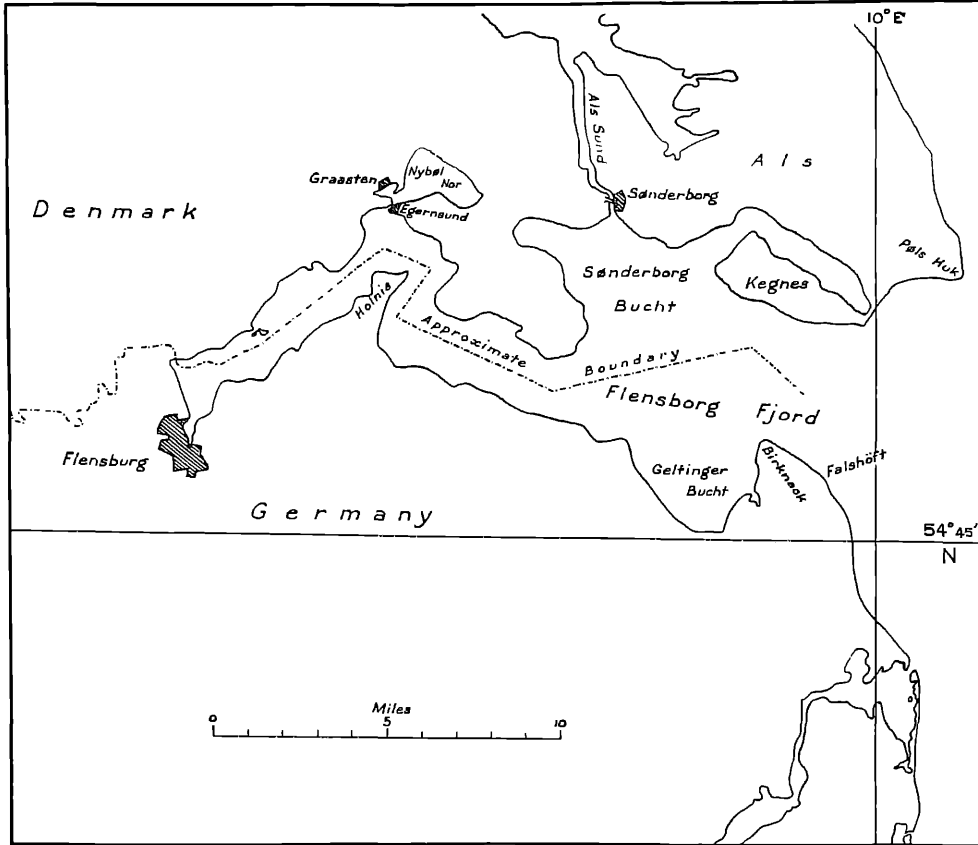 10° E
Als Sund
Als
Graasten
Nybøl
Nor
Sønderborg
Denmark
Egernsund
Pøls Huk
Sønderborg
Bucht
Kegnes
Holnis
Approximate
Boundary
Flensborg Fjord
Flensburg
Geltinger
Bucht
Birknack
Falshöft
Germany
54° 45'
N
Miles
0 5 10